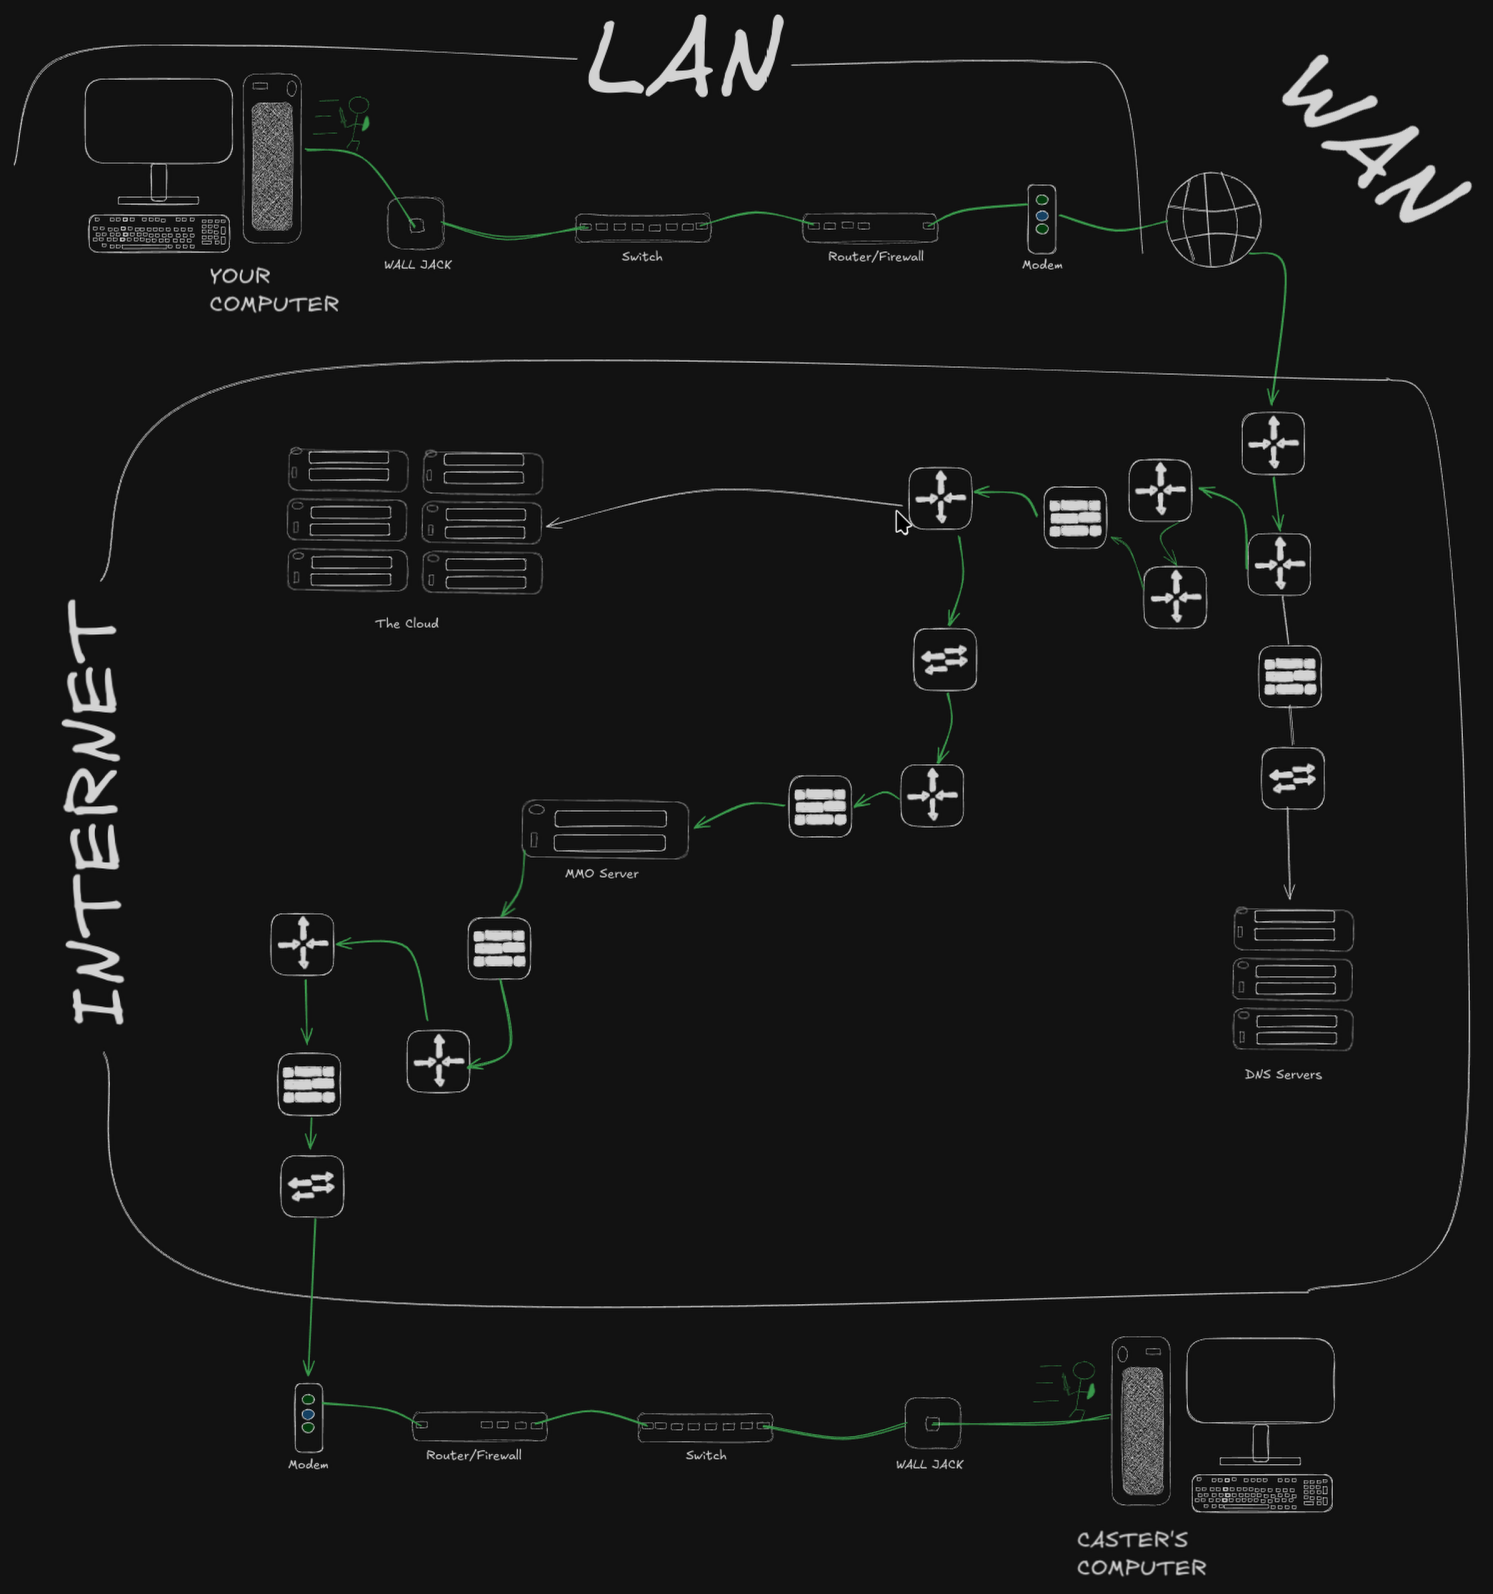 LAN
WAN
YOUR
COMPUTER
WALL JACK
Switch
Router/Firewall
Modem
INTERNET
The Cloud
MMO Server
DNS Servers
Modem
Router/Firewall
Switch
WALL JACK
CASTER'S
COMPUTER